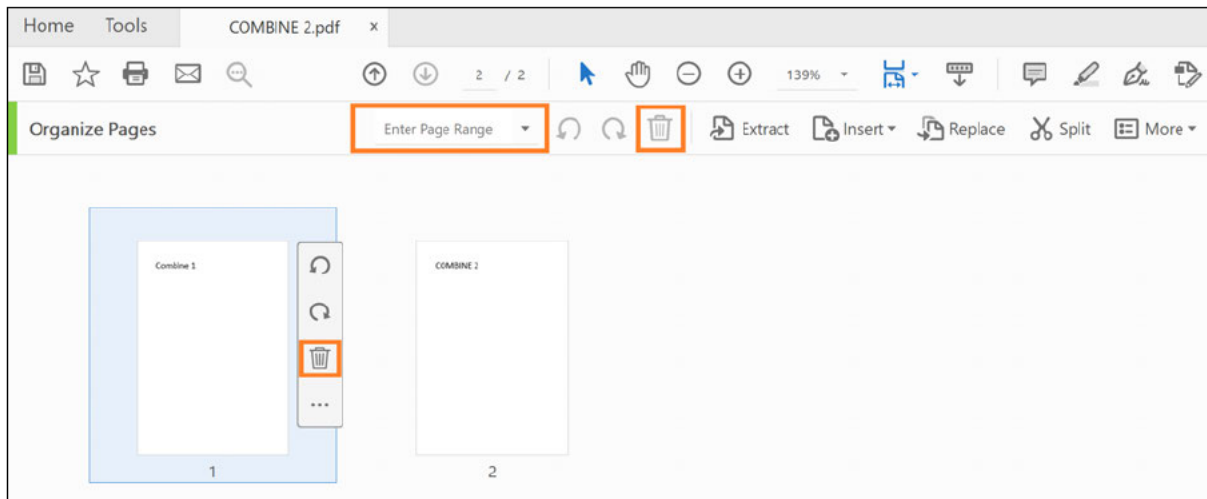 Home Tools COMBINE 2.pdf x
2 / 2 139%
Organize Pages Enter Page Range Extract Insert Replace Split More
Combine 1 COMBINE 2
1 2